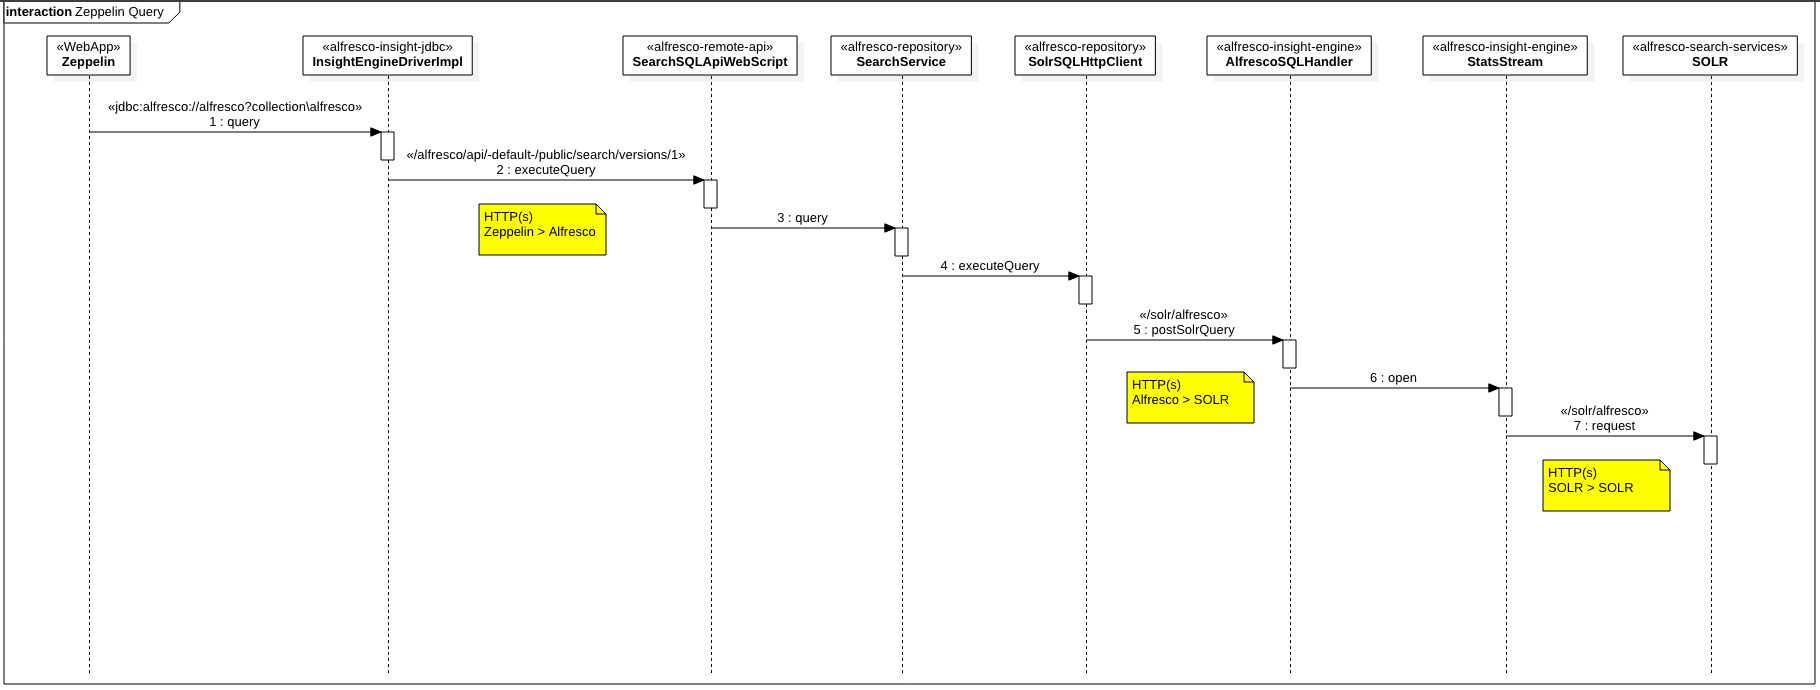 interaction Zeppelin Query
«WebApp»
Zeppelin
«alfresco-insight-jdbc»
InsightEngineDriverImpl
«alfresco-remote-api»
SearchSQLApiWebScript
«alfresco-repository»
SearchService
«alfresco-repository»
SolrSQLHttpClient
«alfresco-insight-engine»
AlfrescoSQLHandler
«alfresco-insight-engine»
StatsStream
«alfresco-search-services»
SOLR
«jdbc:alfresco://alfresco?collection\alfresco»
1 : query
«/alfresco/api/-default-/public/search/versions/1»
2 : executeQuery
HTTP(s)
Zeppelin > Alfresco
3 : query
4 : executeQuery
«/solr/alfresco»
5 : postSolrQuery
HTTP(s)
Alfresco > SOLR
6 : open
«/solr/alfresco»
7 : request
HTTP(s)
SOLR > SOLR